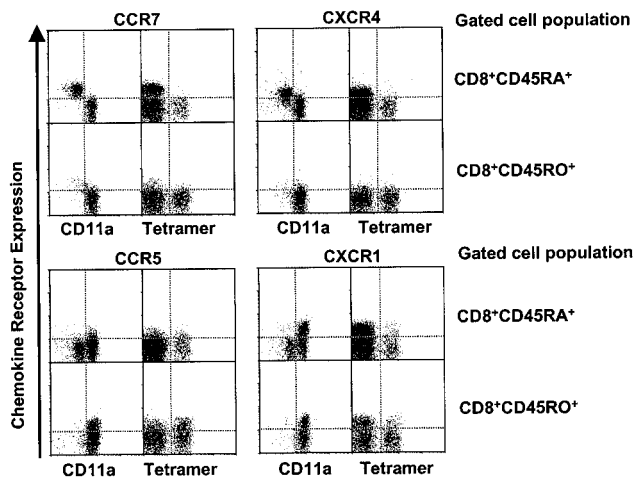 CCR7
CXCR4
Gated cell population
CD8⁺CD45RA⁺
CD8⁺CD45RO⁺
CD11a
Tetramer
CD11a
Tetramer
CCR5
CXCR1
Gated cell population
CD8⁺CD45RA⁺
CD8⁺CD45RO⁺
CD11a
Tetramer
CD11a
Tetramer
Chemokine Receptor Expression